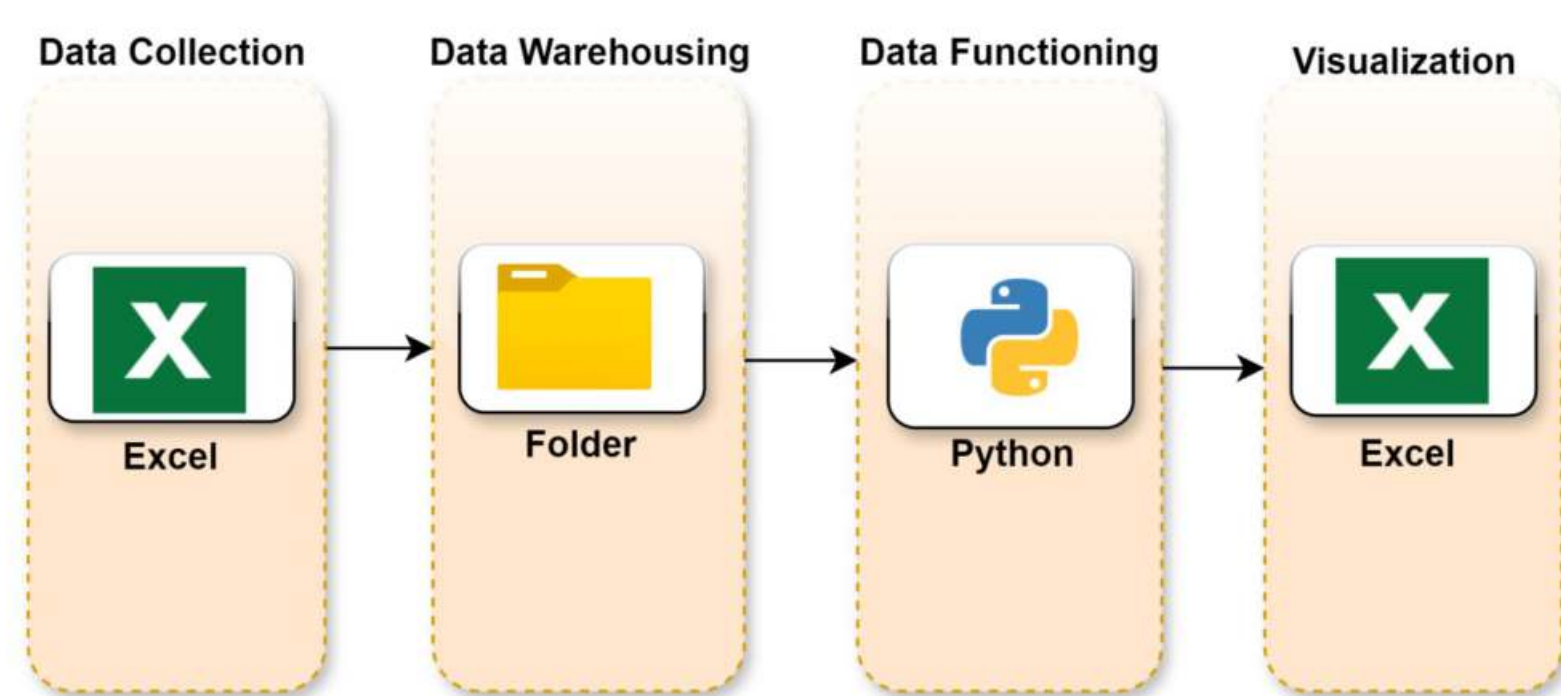 Data Collection
Data Warehousing
Data Functioning
Visualization
X
Excel
Folder
Python
X
Excel